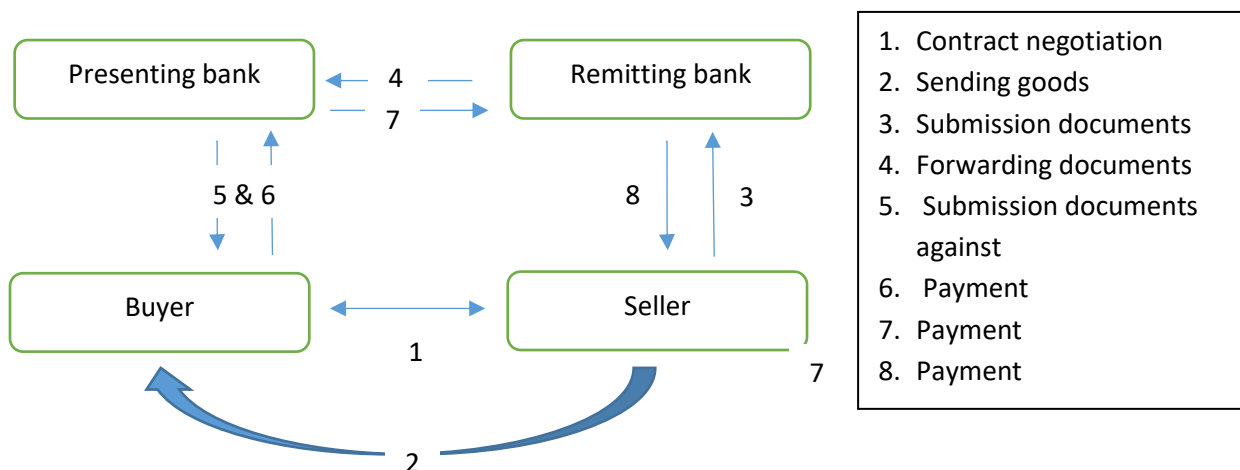 Presenting bank
4
7
Remitting bank
5 & 6
8
3
Buyer
1
Seller
7
2
1. Contract negotiation
2. Sending goods
3. Submission documents
4. Forwarding documents
5. Submission documents
against
6. Payment
7. Payment
8. Payment